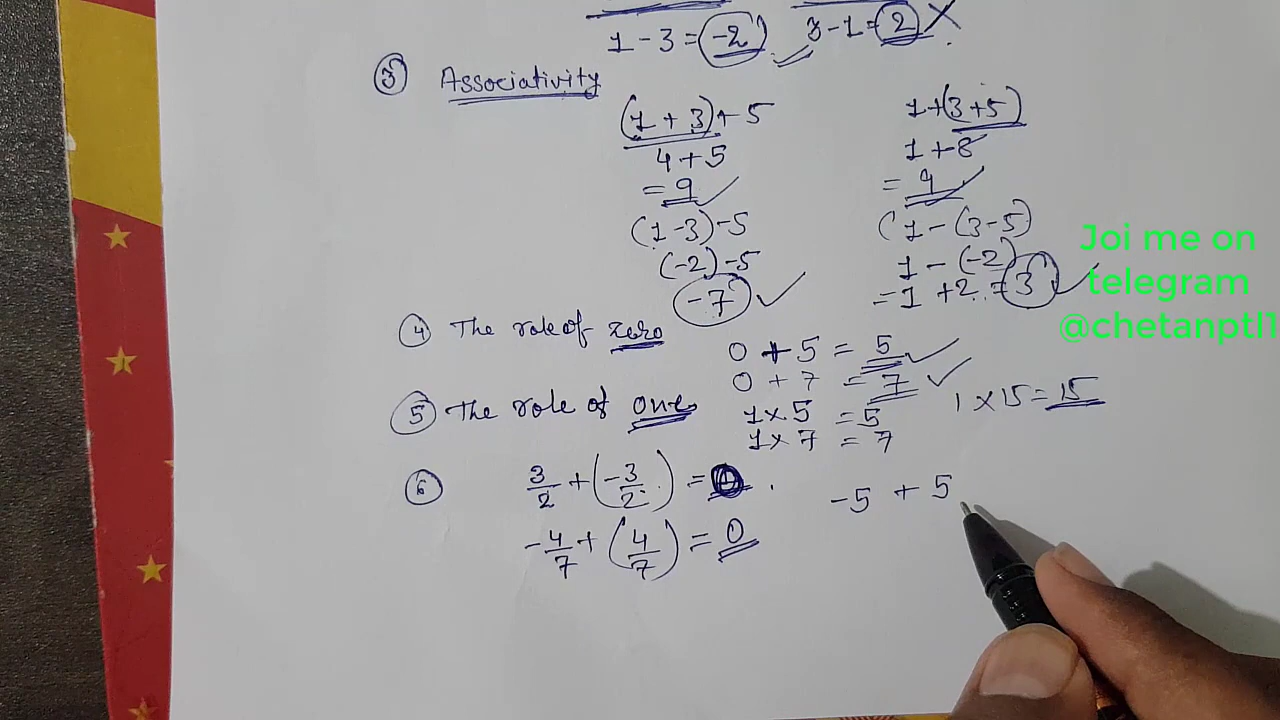 1 - 3 = -2 3 - 1 = 2 X
③ Associativity
(1 + 3) + 5 1 + (3 + 5)
4 + 5 1 + 8
= 9 ✓ = 9 ✓
(1 - 3) - 5 (1 - (3 - 5)
(-2) - 5 1 - (-2)
-7 ✓ = 1 + 2 = 3 ✓
Joi me on
telegram
@chetanptl1
④ The role of zero
0 + 5 = 5 ✓
0 + 7 = 7 ✓
⑤ The role of one
1 × 5 = 5 1 × 15 = 15
1 × 7 = 7
⑥ 3/2 + (-3/2) = 0 . -5 + 5
-4/7 + (4/7) = 0